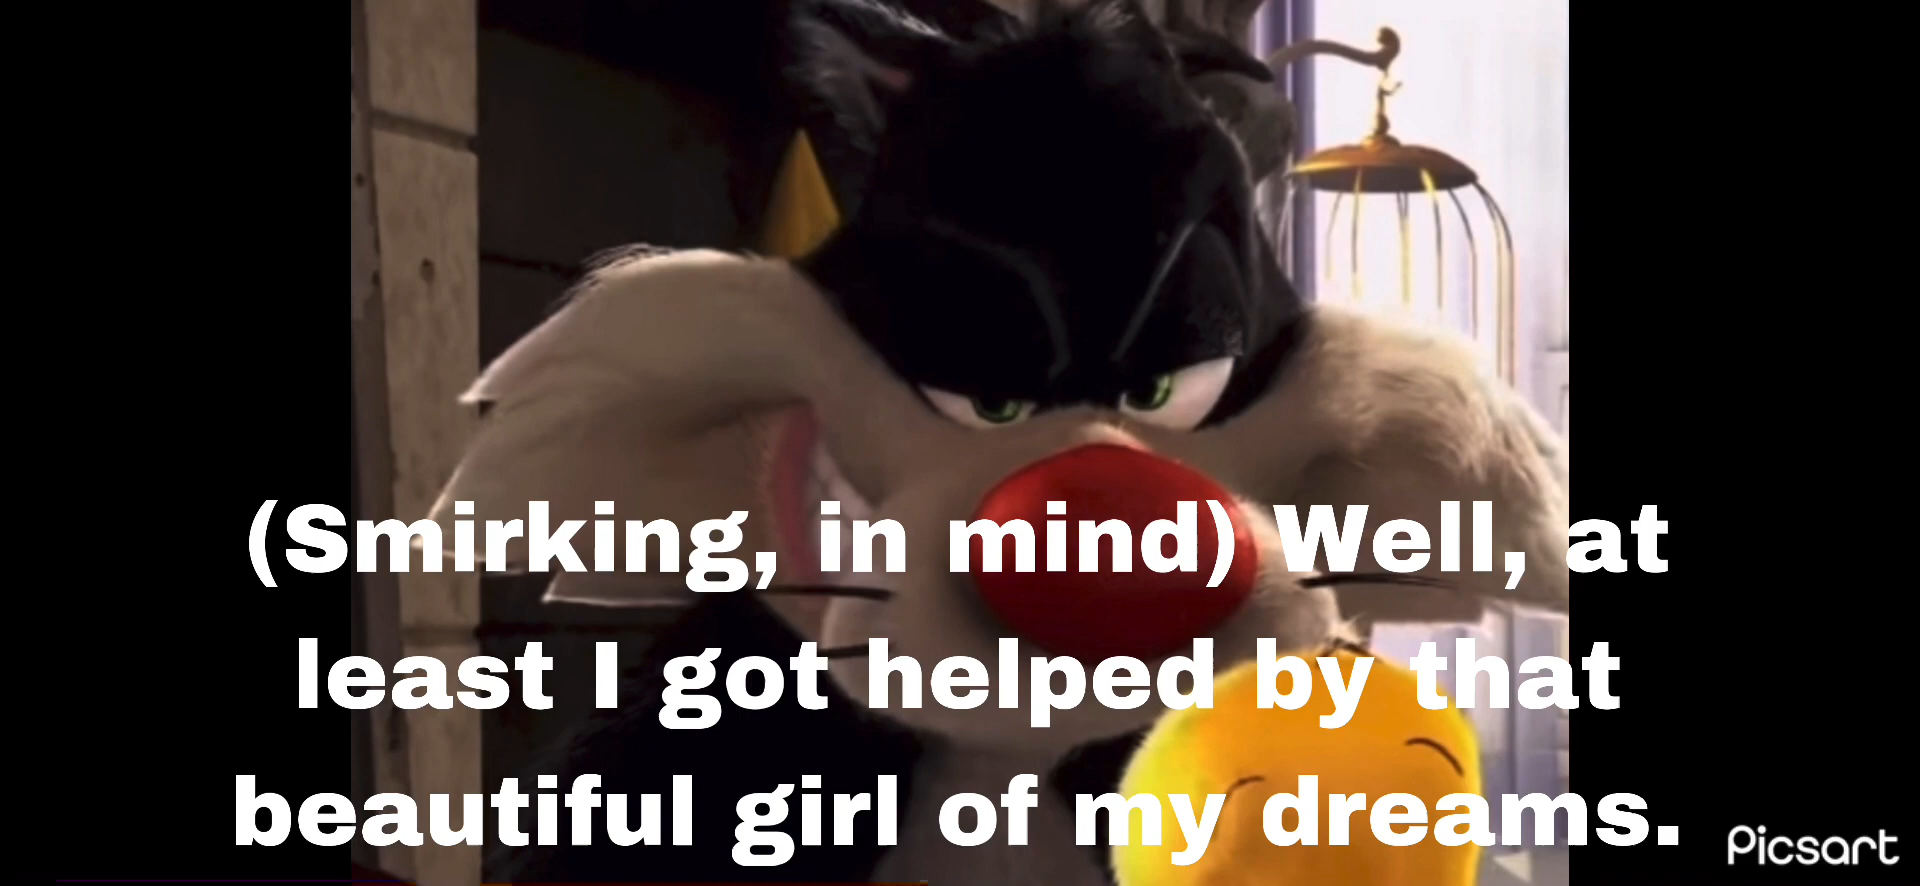 (Smirking, in mind) Well, at
least I got helped by that
beautiful girl of my dreams.
Picsart